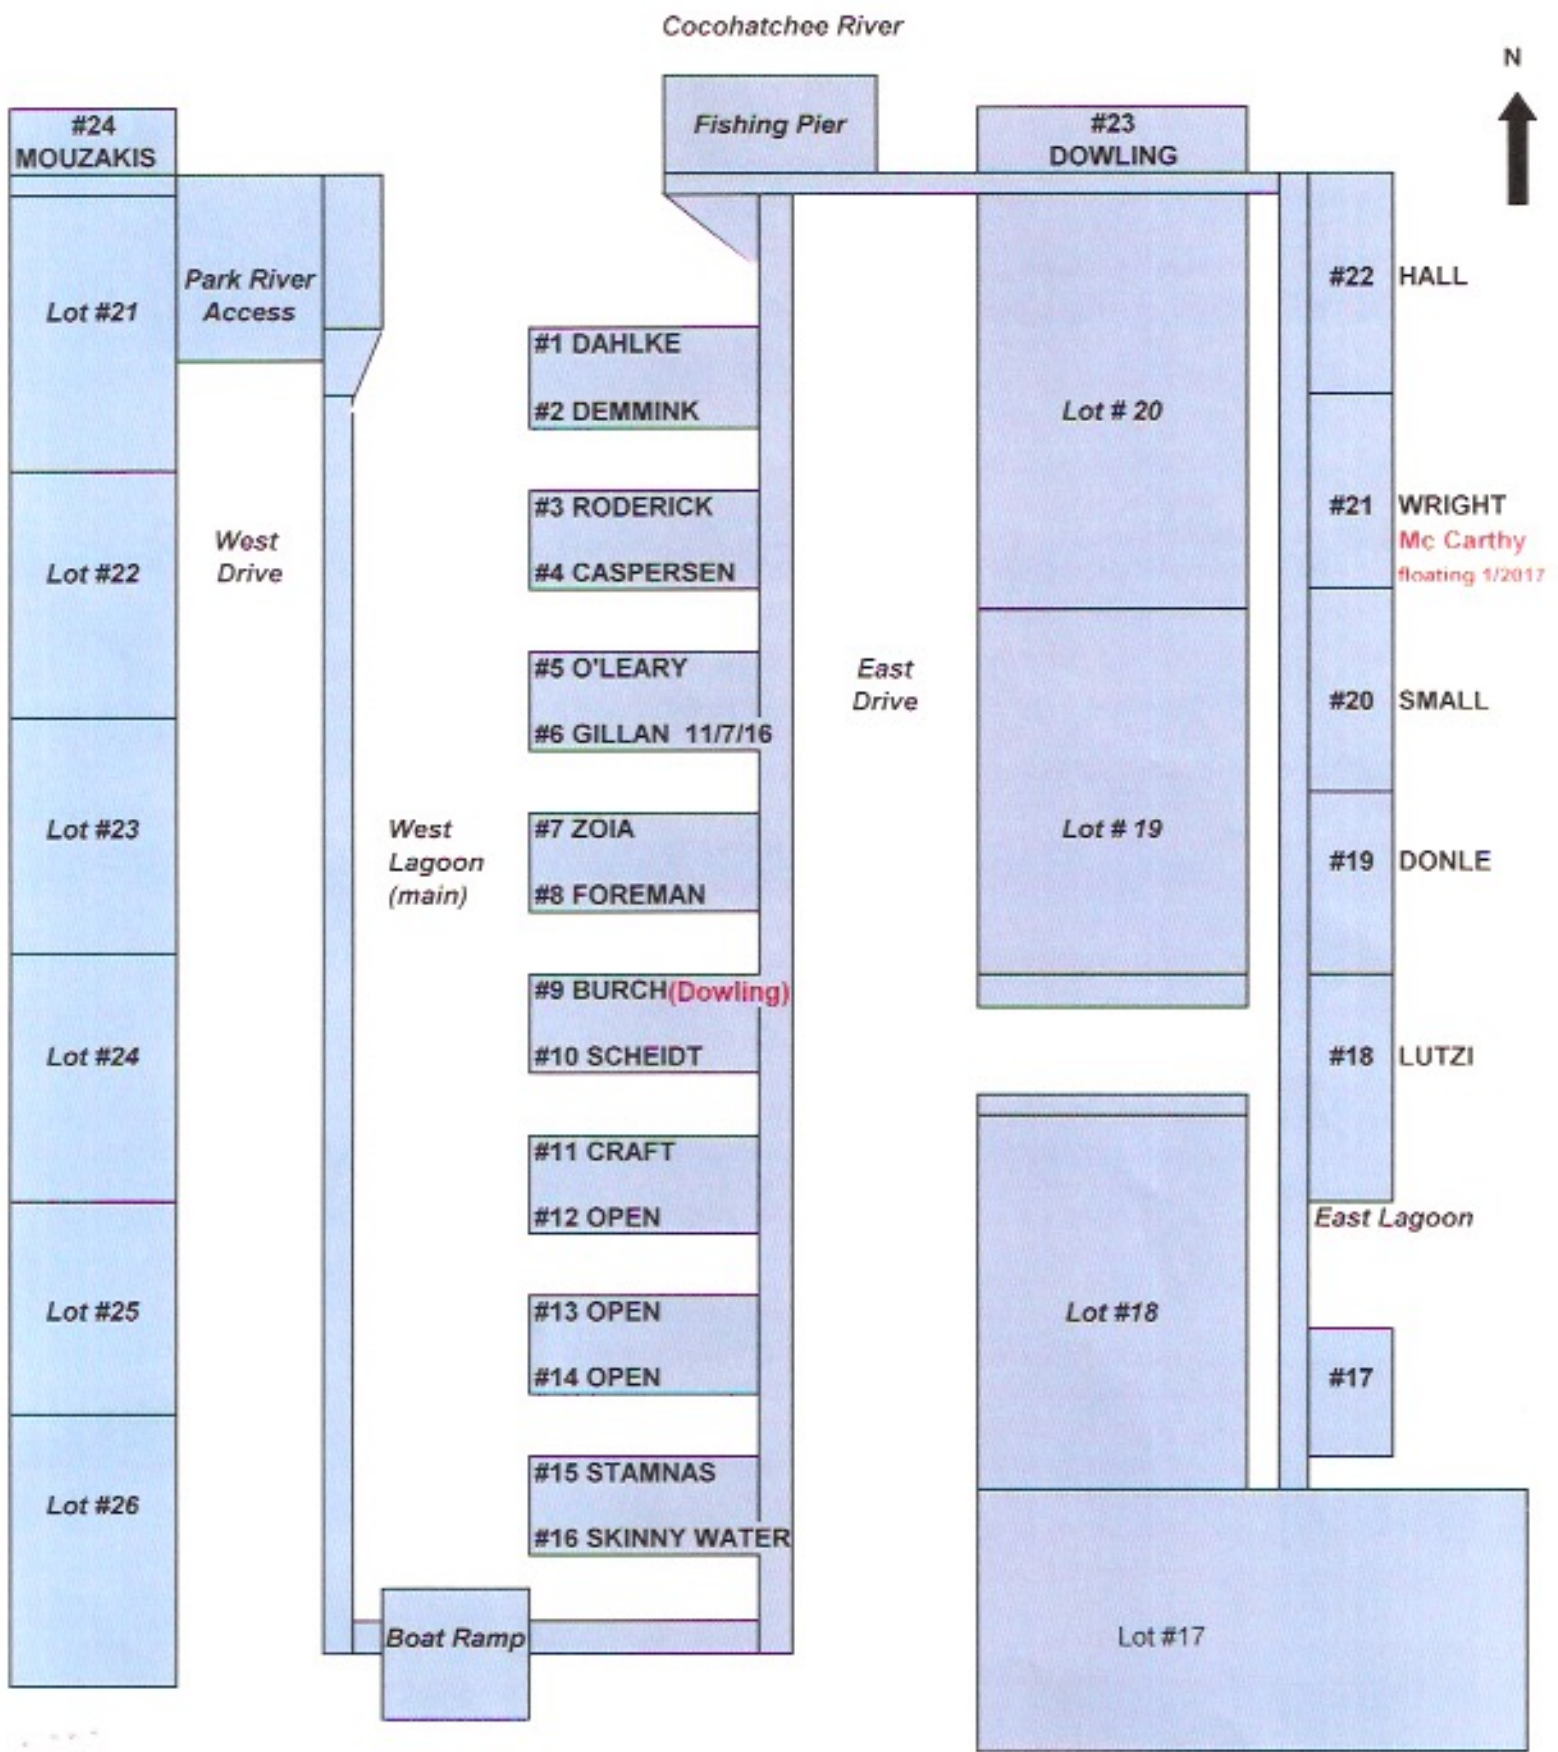 Cocohatchee River
N
#24
MOUZAKIS
Fishing Pier
#23
DOWLING
Park River
Access
Lot #21
#22 HALL
#1 DAHLKE
#2 DEMMINK
Lot # 20
#3 RODERICK
#4 CASPERSEN
#21 WRIGHT
Mc Carthy
floating 1/2017
West
Drive
Lot #22
#5 O'LEARY
#6 GILLAN 11/7/16
East
Drive
#20 SMALL
Lot #23
West
Lagoon
(main)
#7 ZOIA
#8 FOREMAN
Lot # 19
#19 DONLE
#9 BURCH(Dowling)
#10 SCHEIDT
Lot #24
#18 LUTZI
#11 CRAFT
#12 OPEN
East Lagoon
Lot #25
#13 OPEN
#14 OPEN
Lot #18
#17
Lot #26
#15 STAMNAS
#16 SKINNY WATER
Boat Ramp
Lot #17